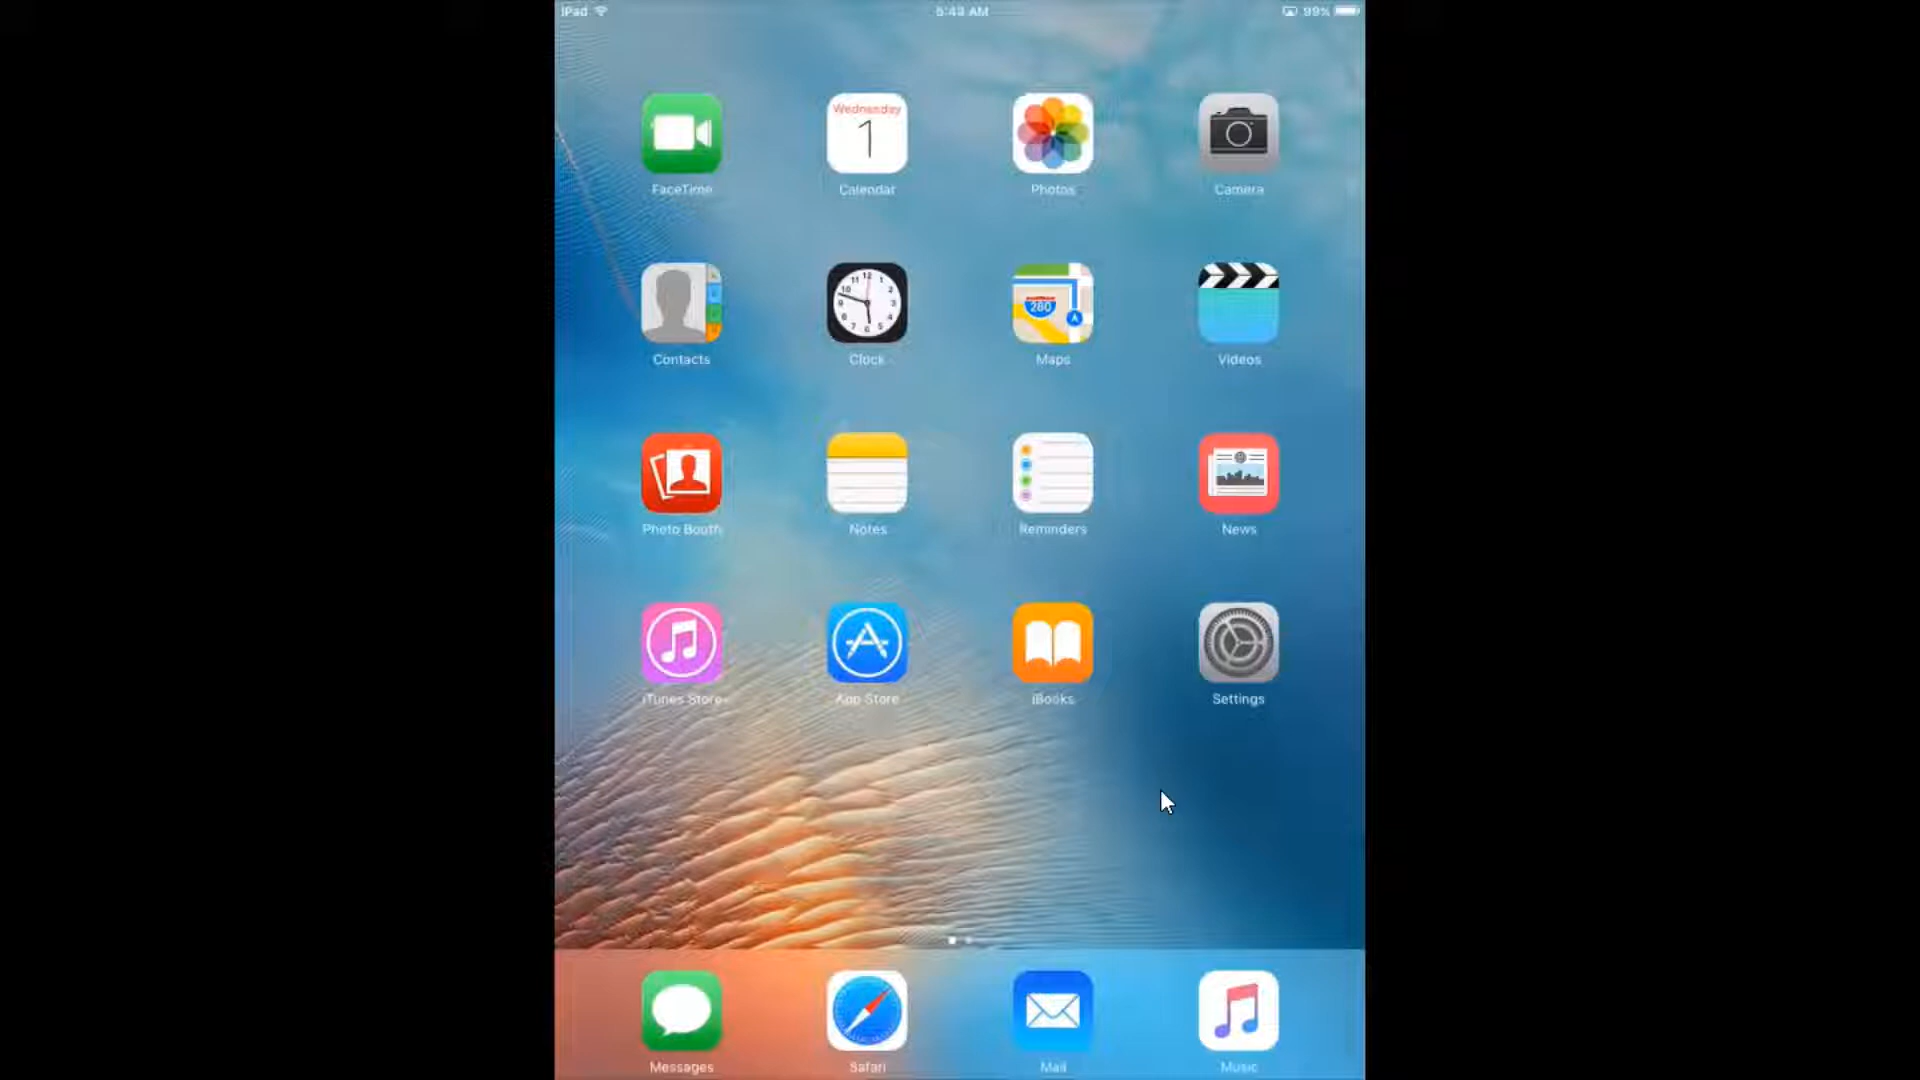 iPad 5:43 AM 99%
Wednesday
1
FaceTime Calendar Photos Camera
280
Contacts Clock Maps Videos
Photo Booth Notes Reminders News
iTunes Store App Store iBooks Settings
Messages Safari Mail Music